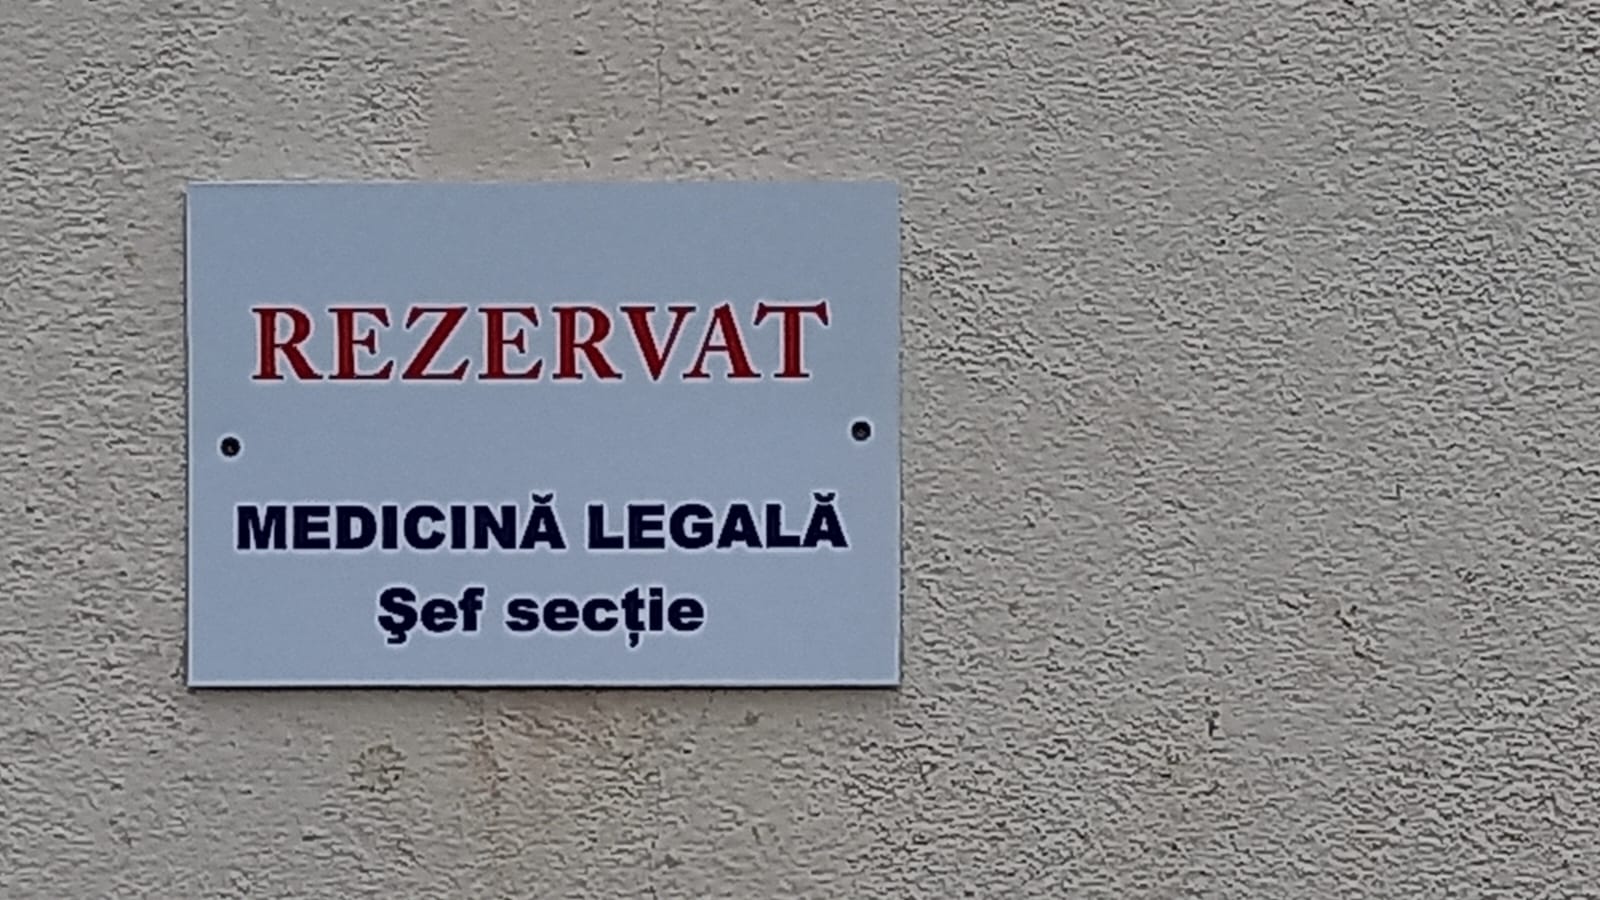 REZERVAT
MEDICINĂ LEGALĂ
Şef secție